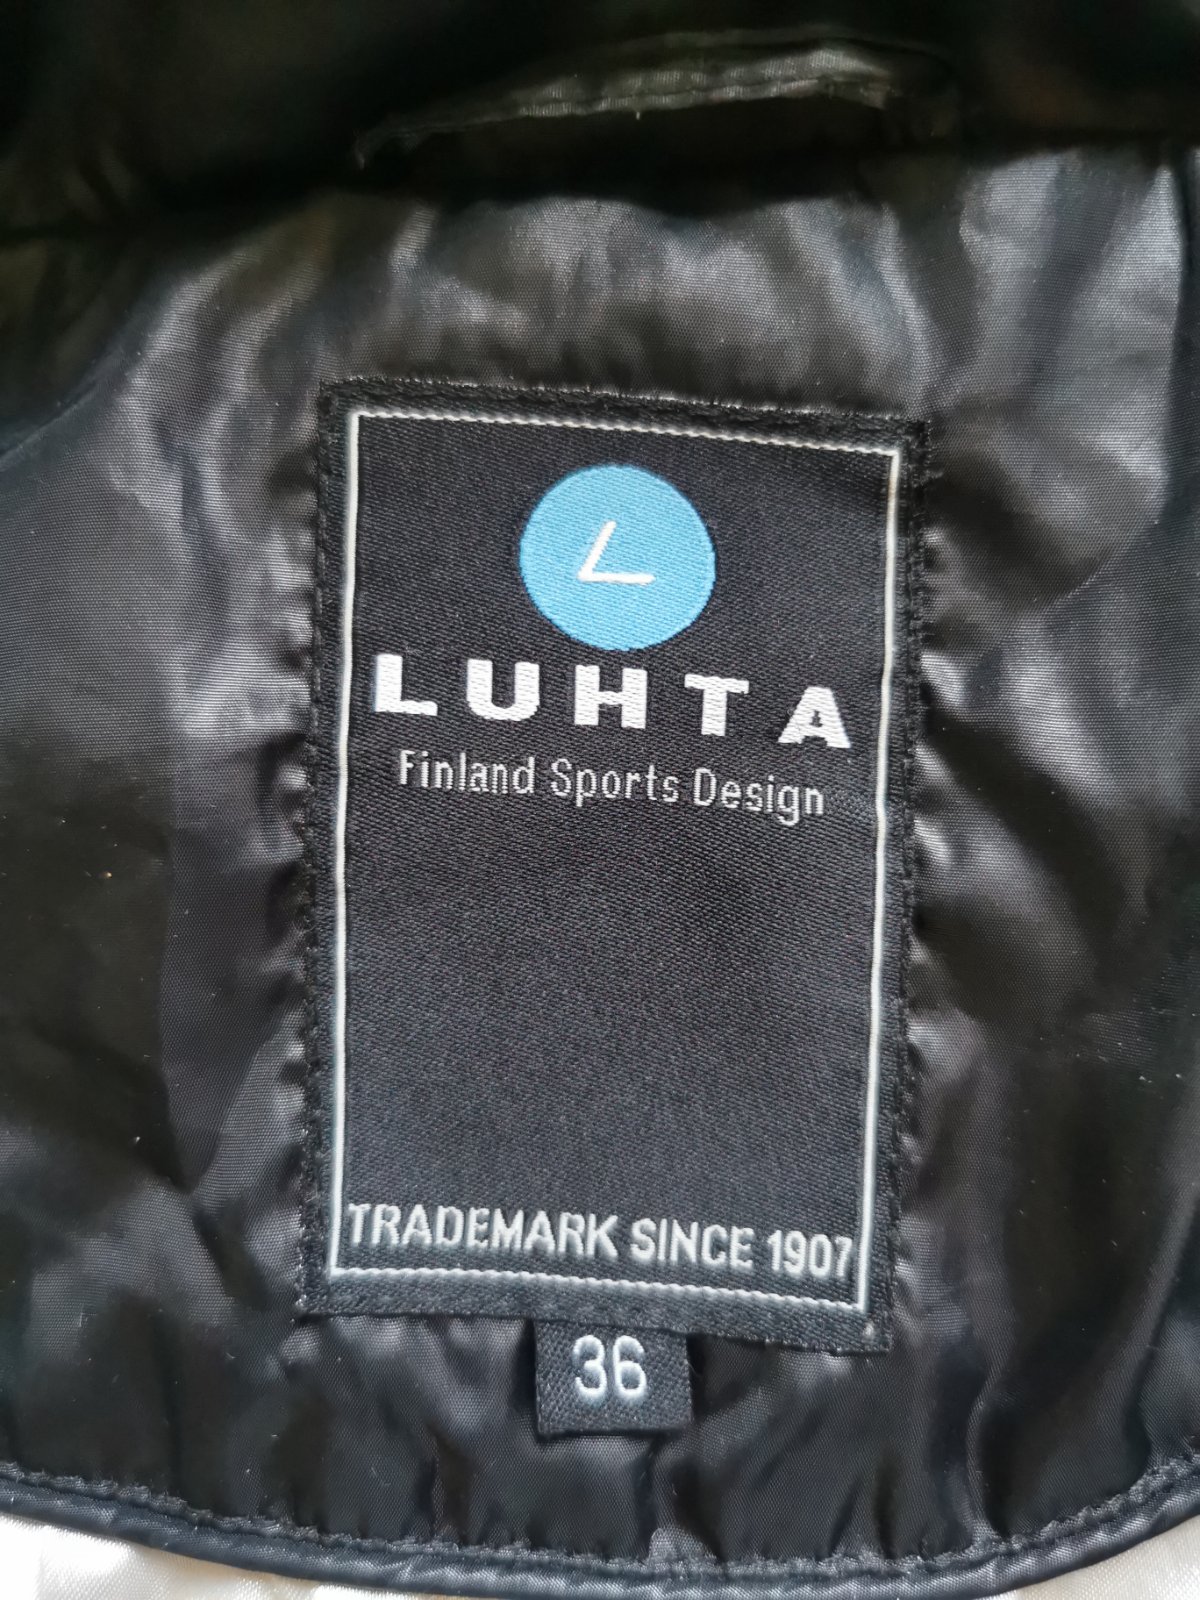 L
LUHTA
Finland Sports Design
TRADEMARK SINCE 1907
36